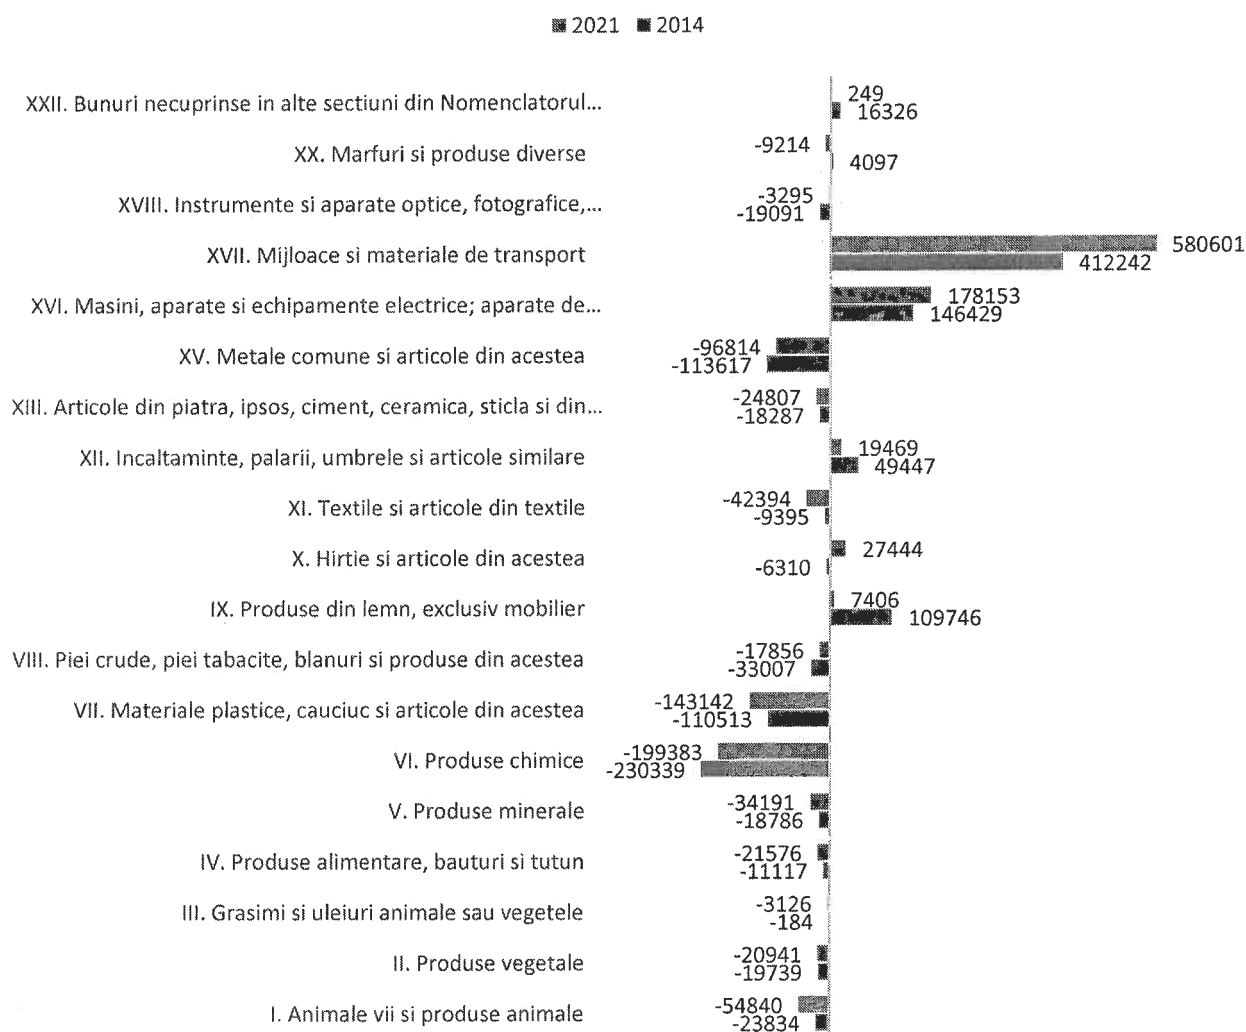 2021 2014
XXII. Bunuri necuprinse in alte sectiuni din Nomenclatorul...
249
16326
XX. Marfuri si produse diverse
-9214
4097
XVIII. Instrumente si aparate optice, fotografice,...
-3295
-19091
XVII. Mijloace si materiale de transport
580601
412242
XVI. Masini, aparate si echipamente electrice; aparate de...
178153
146429
XV. Metale comune si articole din acestea
-96814
-113617
XIII. Articole din piatra, ipsos, ciment, ceramica, sticla si din...
-24807
-18287
XII. Incaltaminte, palarii, umbrele si articole similare
19469
49447
XI. Textile si articole din textile
-42394
-9395
X. Hirtie si articole din acestea
27444
-6310
IX. Produse din lemn, exclusiv mobilier
7406
109746
VIII. Piei crude, piei tabacite, blanuri si produse din acestea
-17856
-33007
VII. Materiale plastice, cauciuc si articole din acestea
-143142
-110513
VI. Produse chimice
-199383
-230339
V. Produse minerale
-34191
-18786
IV. Produse alimentare, bauturi si tutun
-21576
-11117
III. Grasimi si uleiuri animale sau vegetele
-3126
-184
II. Produse vegetale
-20941
-19739
I. Animale vii si produse animale
-54840
-23834